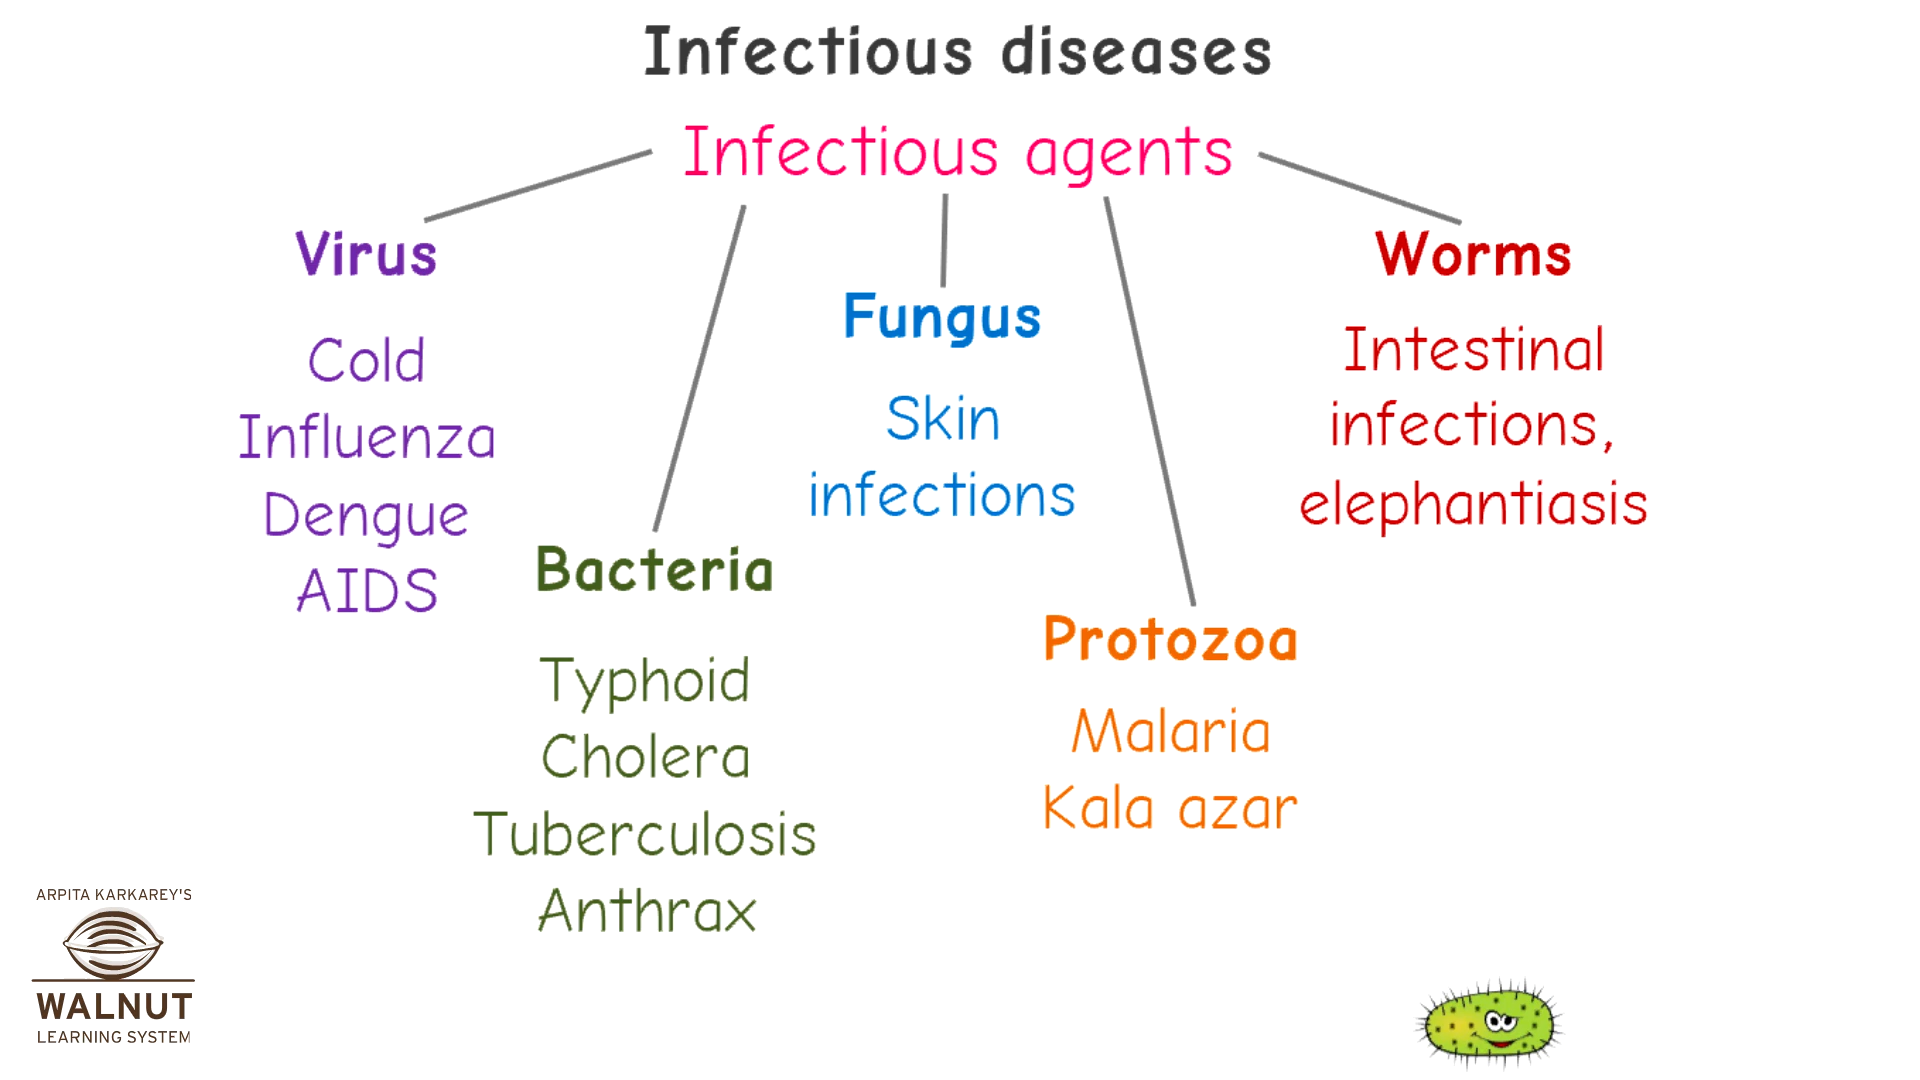 Infectious diseases
Infectious agents
Virus
Cold
Influenza
Dengue
AIDS
Bacteria
Typhoid
Cholera
Tuberculosis
Anthrax
Fungus
Skin
infections
Protozoa
Malaria
Kala azar
Worms
Intestinal
infections,
elephantiasis
ARPITA KARKAREY'S
WALNUT
LEARNING SYSTEM